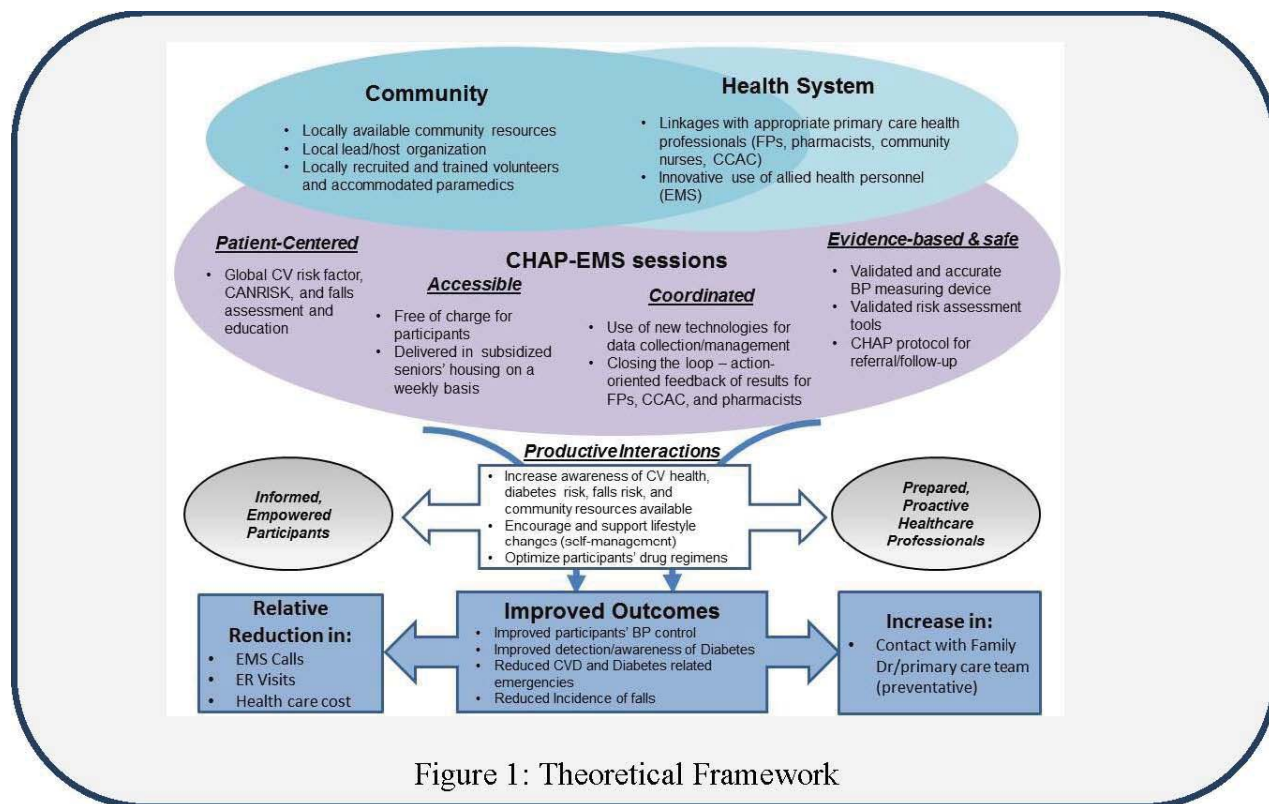 Community
• Locally available community resources
• Local lead/host organization
• Locally recruited and trained volunteers
and accommodated paramedics
Health System
• Linkages with appropriate primary care health
professionals (FPs, pharmacists, community
nurses, CCAC)
• Innovative use of allied health personnel
(EMS)
CHAP-EMS sessions
Patient-Centered
• Global CV risk factor,
CANRISK, and falls
assessment and
education
Accessible
• Free of charge for
participants
• Delivered in subsidized
seniors' housing on a
weekly basis
Coordinated
• Use of new technologies for
data collection/management
• Closing the loop – action-
oriented feedback of results for
FPs, CCAC, and pharmacists
Evidence-based & safe
• Validated and accurate
BP measuring device
• Validated risk assessment
tools
• CHAP protocol for
referral/follow-up
Productive Interactions
• Increase awareness of CV health,
diabetes risk, falls risk, and
community resources available
• Encourage and support lifestyle
changes (self-management)
• Optimize participants' drug regimens
Informed,
Empowered
Participants
Prepared,
Proactive
Healthcare
Professionals
Relative
Reduction in:
• EMS Calls
• ER Visits
• Health care cost
Improved Outcomes
• Improved participants' BP control
• Improved detection/awareness of Diabetes
• Reduced CVD and Diabetes related
emergencies
• Reduced Incidence of falls
Increase in:
• Contact with Family
Dr/primary care team
(preventative)
Figure 1: Theoretical Framework